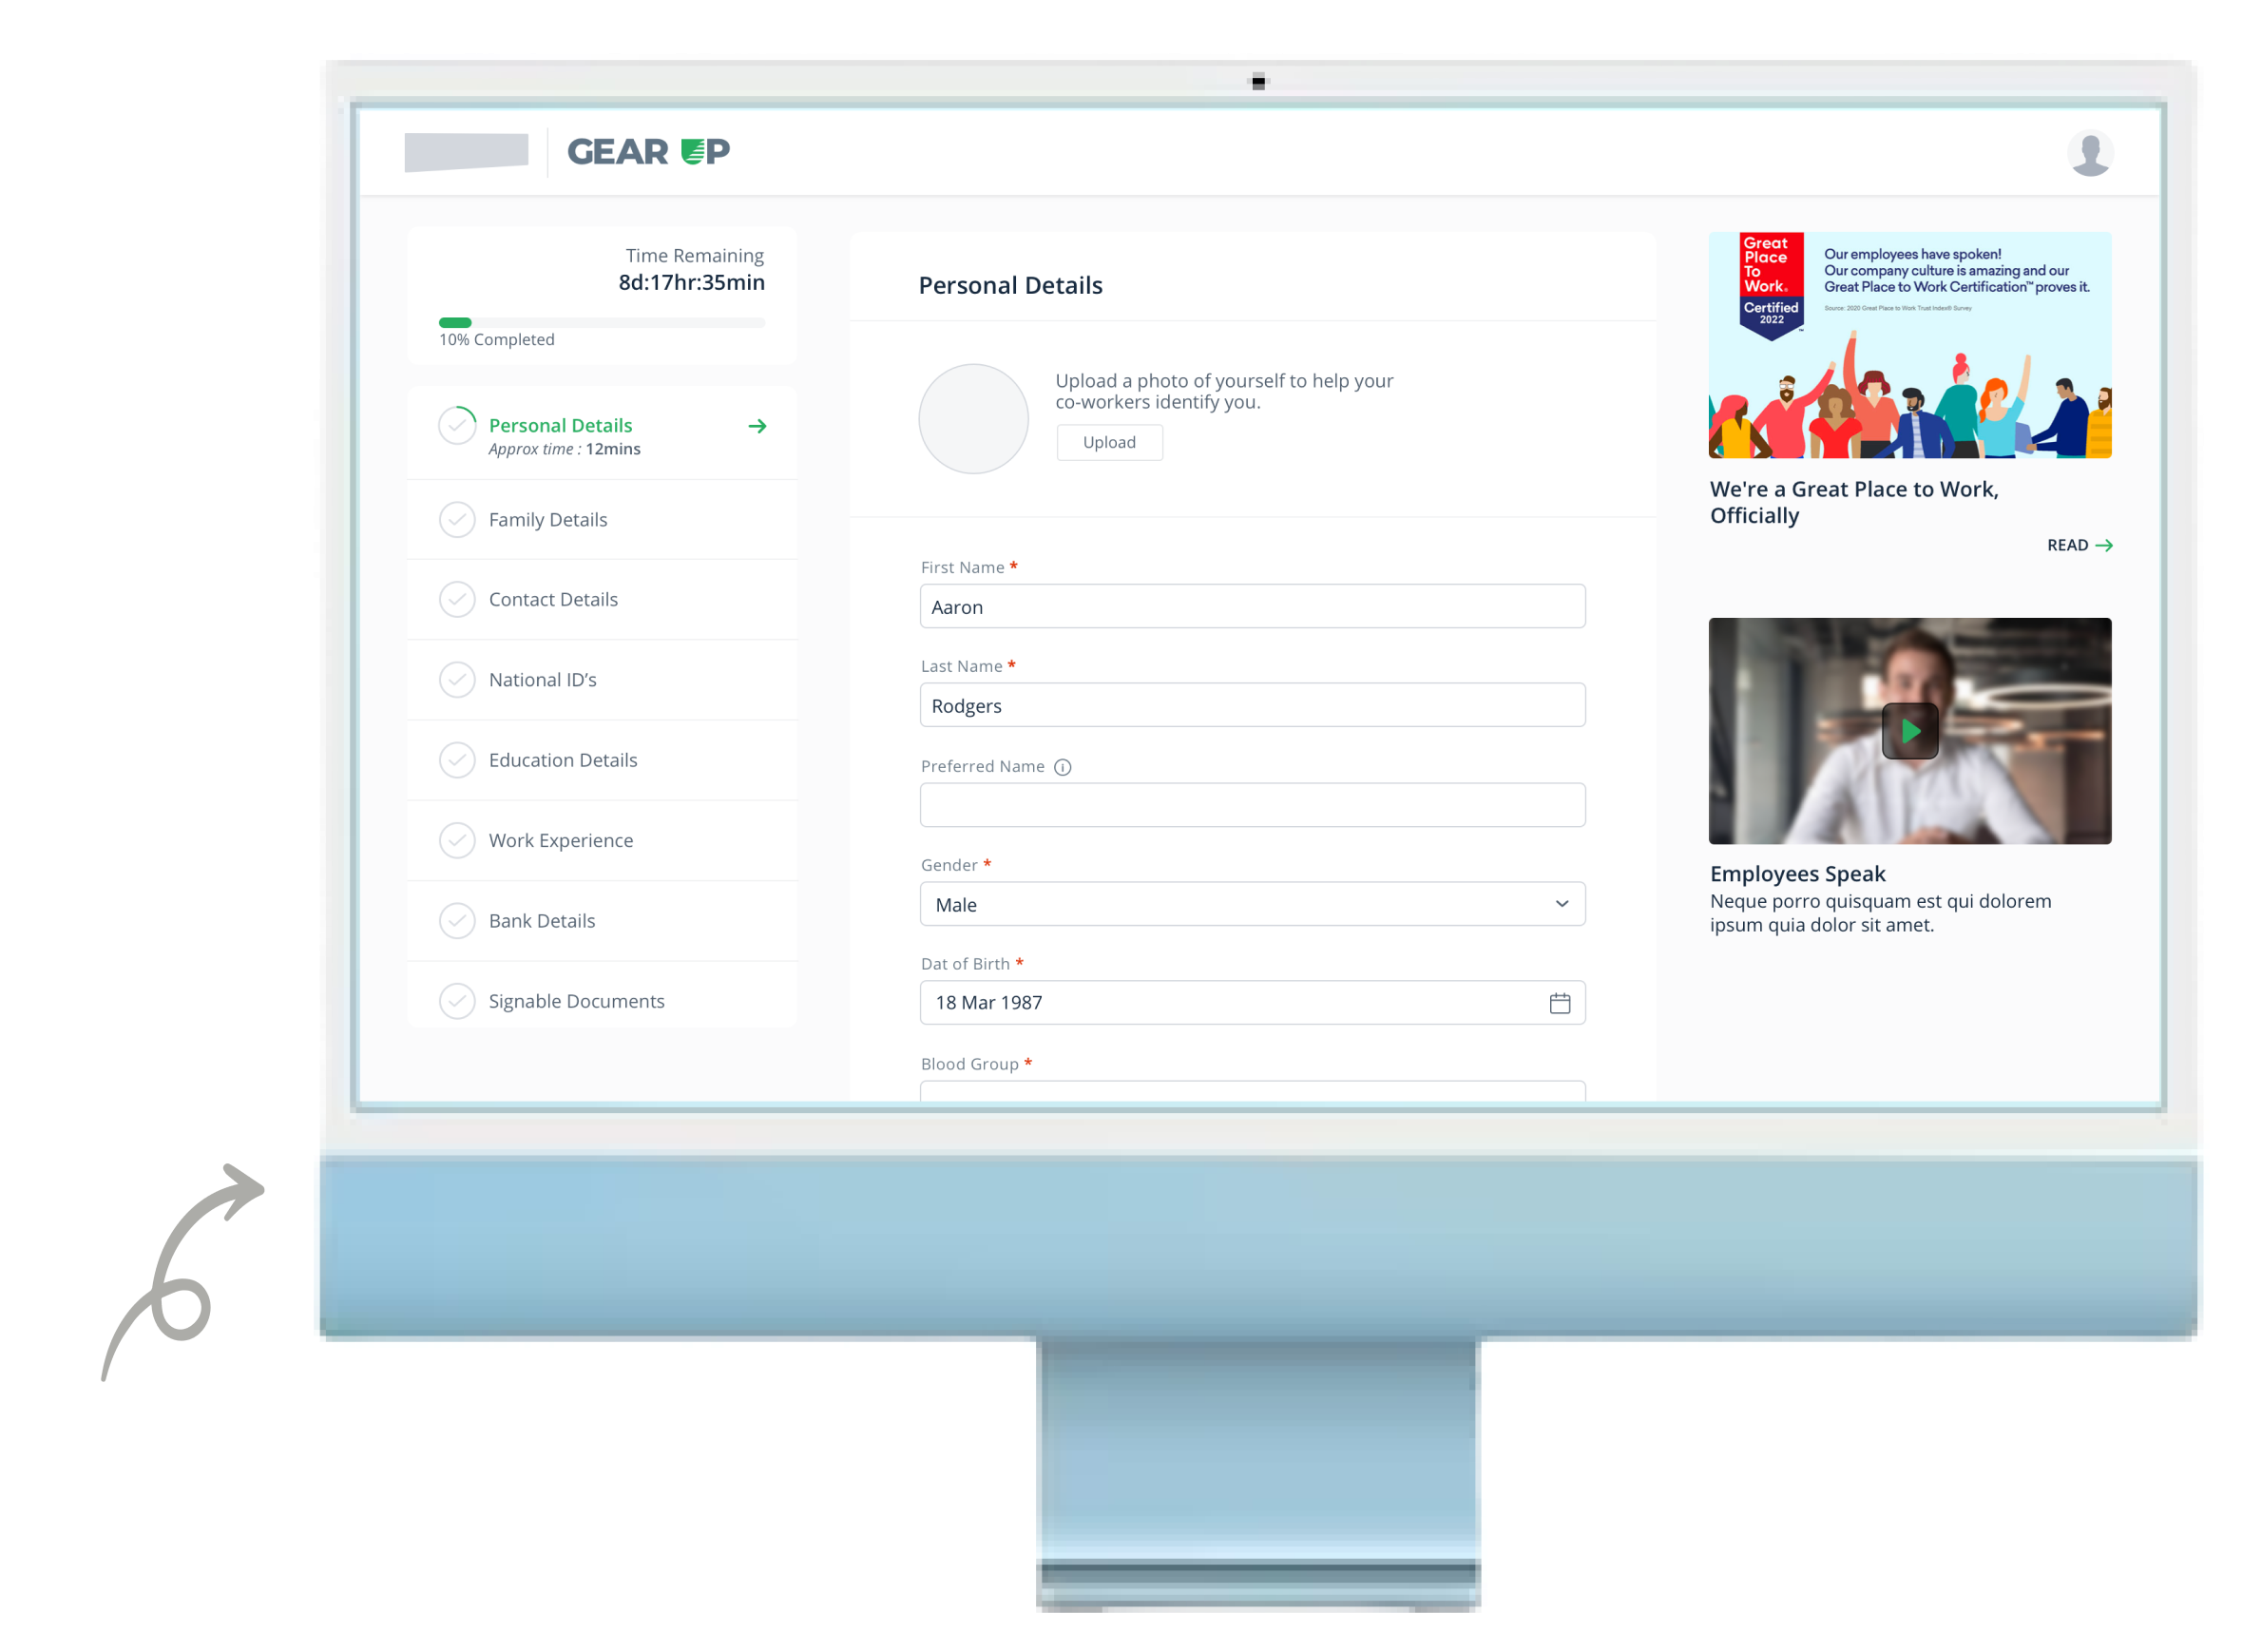 GEAR UP
Time Remaining
8d:17hr:35min
10% Completed
Personal Details
Approx time : 12mins
Family Details
Contact Details
National ID’s
Education Details
Work Experience
Bank Details
Signable Documents
Personal Details
Upload a photo of yourself to help your
co-workers identify you.
Upload
First Name *
Aaron
Last Name *
Rodgers
Preferred Name
Gender *
Male
Dat of Birth *
18 Mar 1987
Blood Group *
Great
Place
To
Work.
Certified
2022
Our employees have spoken!
Our company culture is amazing and our
Great Place to Work Certification™ proves it.
Source: 2020 Great Place to Work Trust Index© Survey
We're a Great Place to Work,
Officially
READ
Employees Speak
Neque porro quisquam est qui dolorem
ipsum quia dolor sit amet.